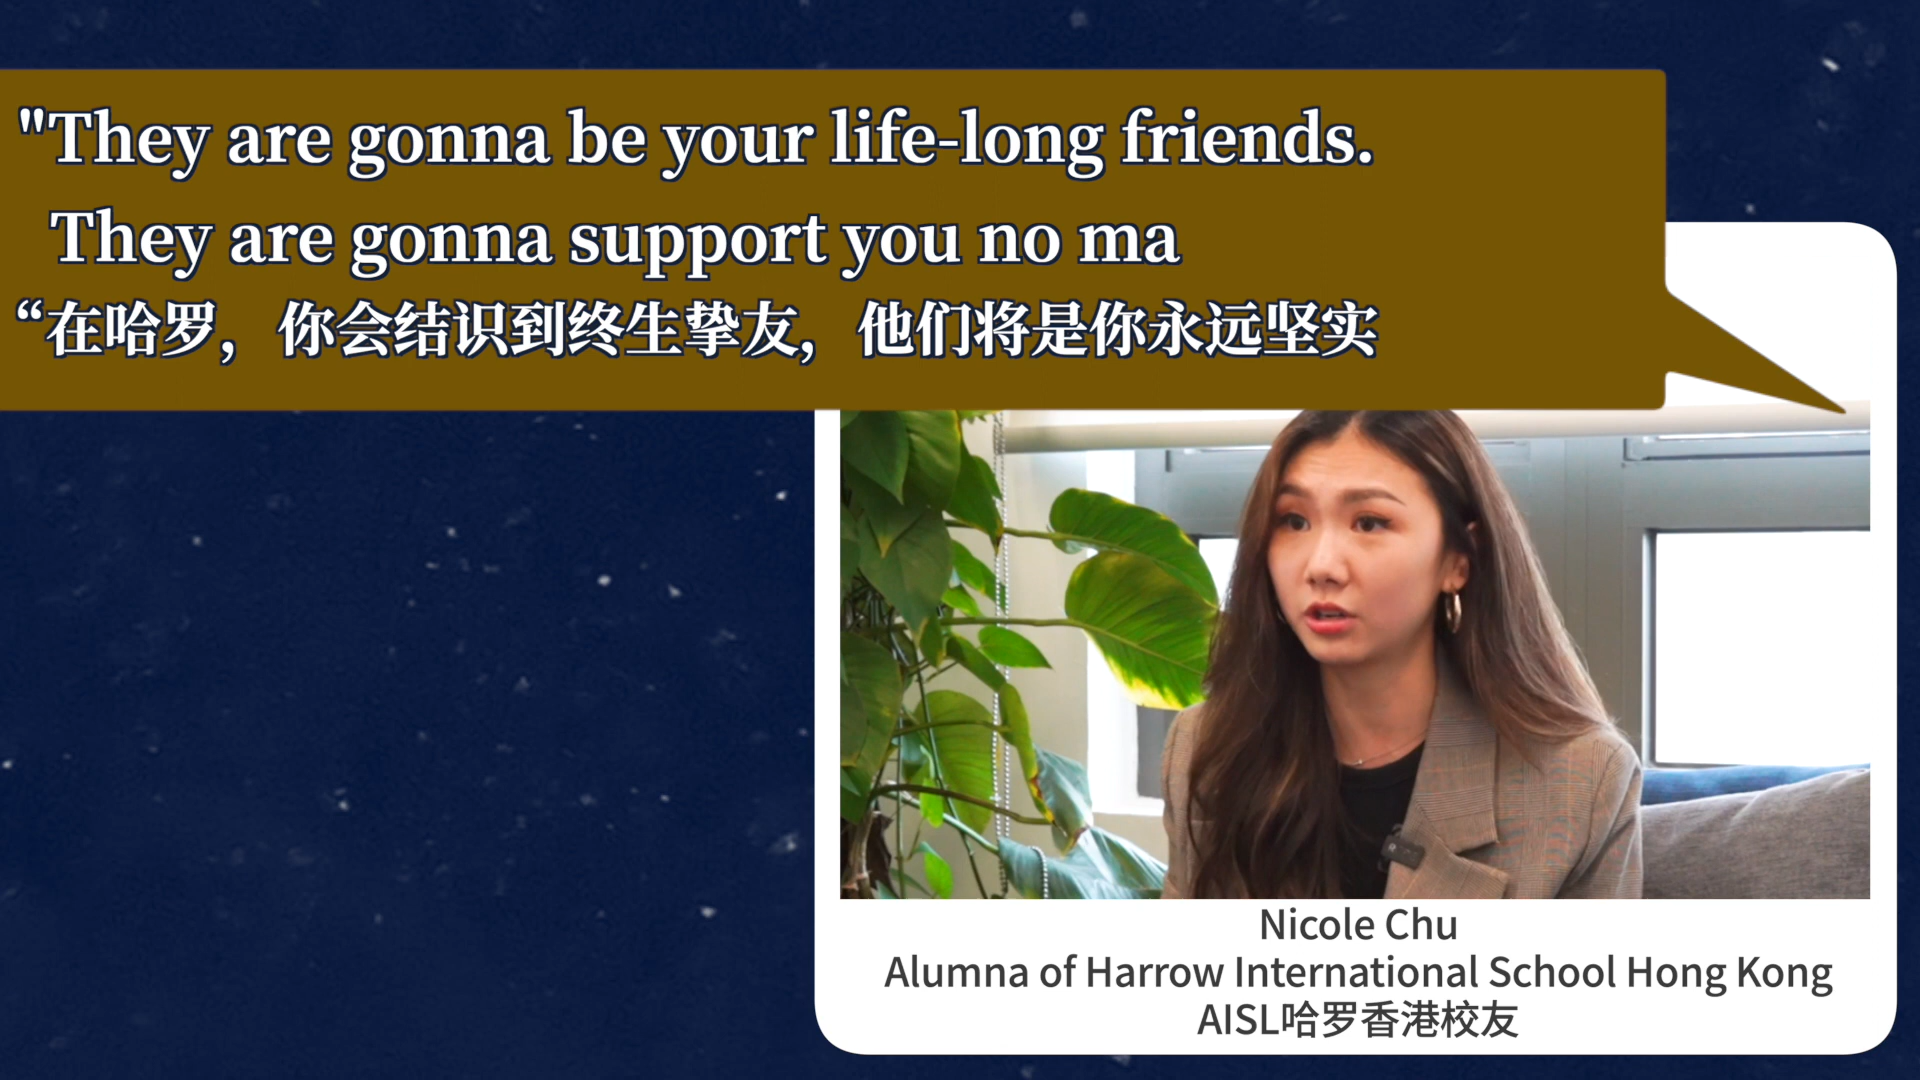 "They are gonna be your life-long friends.
They are gonna support you no ma
“在哈罗，你会结识到终生挚友，他们将是你永远坚实
Nicole Chu
Alumna of Harrow International School Hong Kong
AISL哈罗香港校友